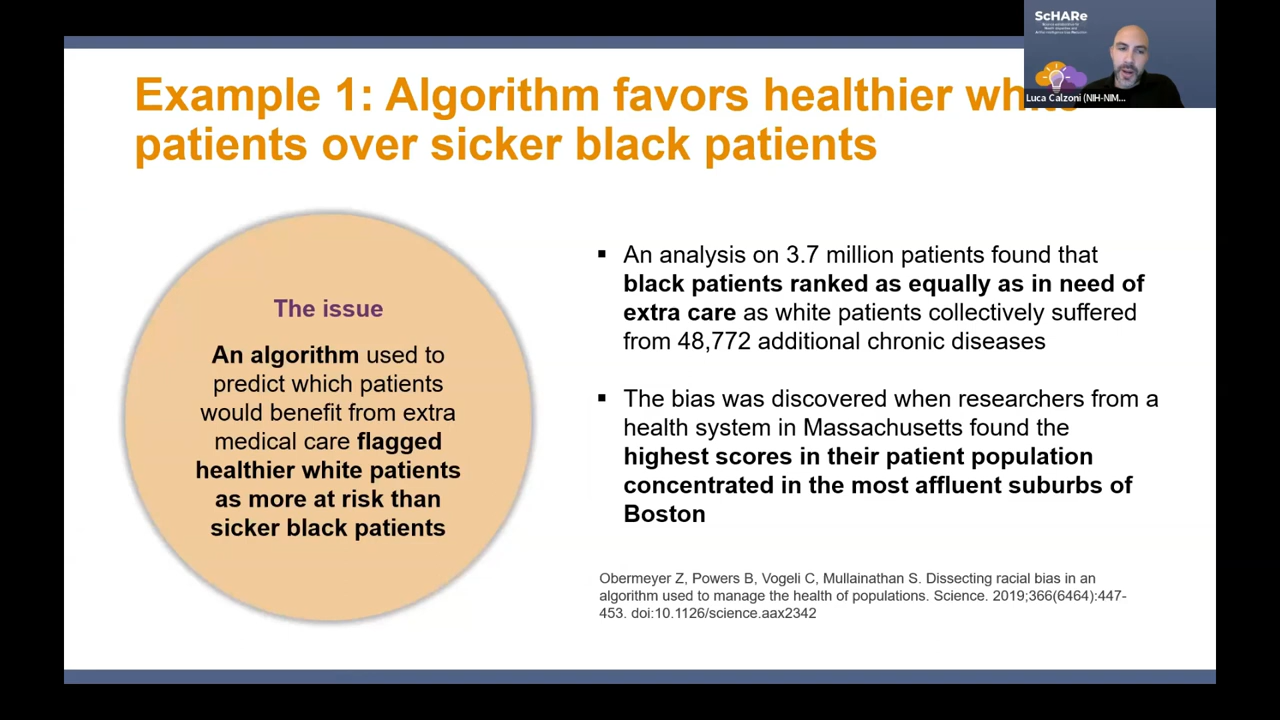 ScHARe
Luca Calzoni (NIH-NIM...
Example 1: Algorithm favors healthier white
patients over sicker black patients
The issue
An algorithm used to
predict which patients
would benefit from extra
medical care flagged
healthier white patients
as more at risk than
sicker black patients
▪ An analysis on 3.7 million patients found that
black patients ranked as equally as in need of
extra care as white patients collectively suffered
from 48,772 additional chronic diseases
▪ The bias was discovered when researchers from a
health system in Massachusetts found the
highest scores in their patient population
concentrated in the most affluent suburbs of
Boston
Obermeyer Z, Powers B, Vogeli C, Mullainathan S. Dissecting racial bias in an
algorithm used to manage the health of populations. Science. 2019;366(6464):447-
453. doi:10.1126/science.aax2342